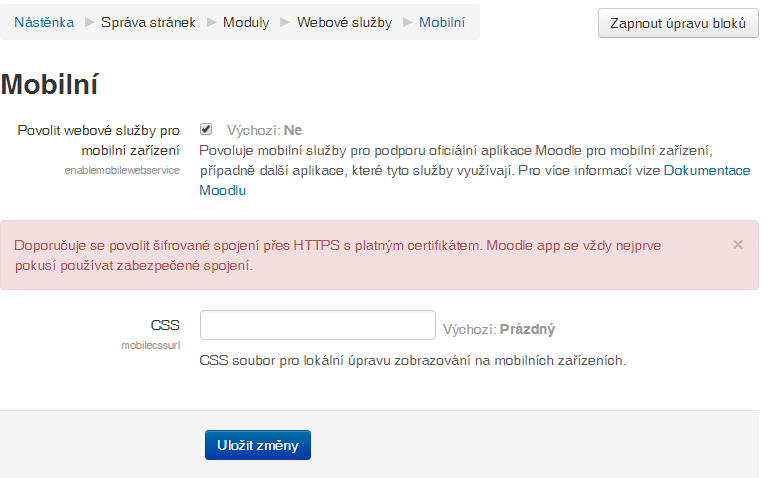 Nástěnka ▶ Správa stránek ▶ Moduly ▶ Webové služby ▶ Mobilní
Zapnout úpravu bloků
Mobilní
Povolit webové služby pro
mobilní zařízení
enablemobilewebservice
Výchozí: Ne
Povoluje mobilní služby pro podporu oficiální aplikace Moodle pro mobilní zařízení,
případně další aplikace, které tyto služby využívají. Pro více informací vize Dokumentace
Moodlu
Doporučuje se povolit šifrované spojení přes HTTPS s platným certifikátem. Moodle app se vždy nejprve
pokusí používat zabezpečené spojení.
×
CSS
mobilecssurl
Výchozí: Prázdný
CSS soubor pro lokální úpravu zobrazování na mobilních zařízeních.
Uložit změny